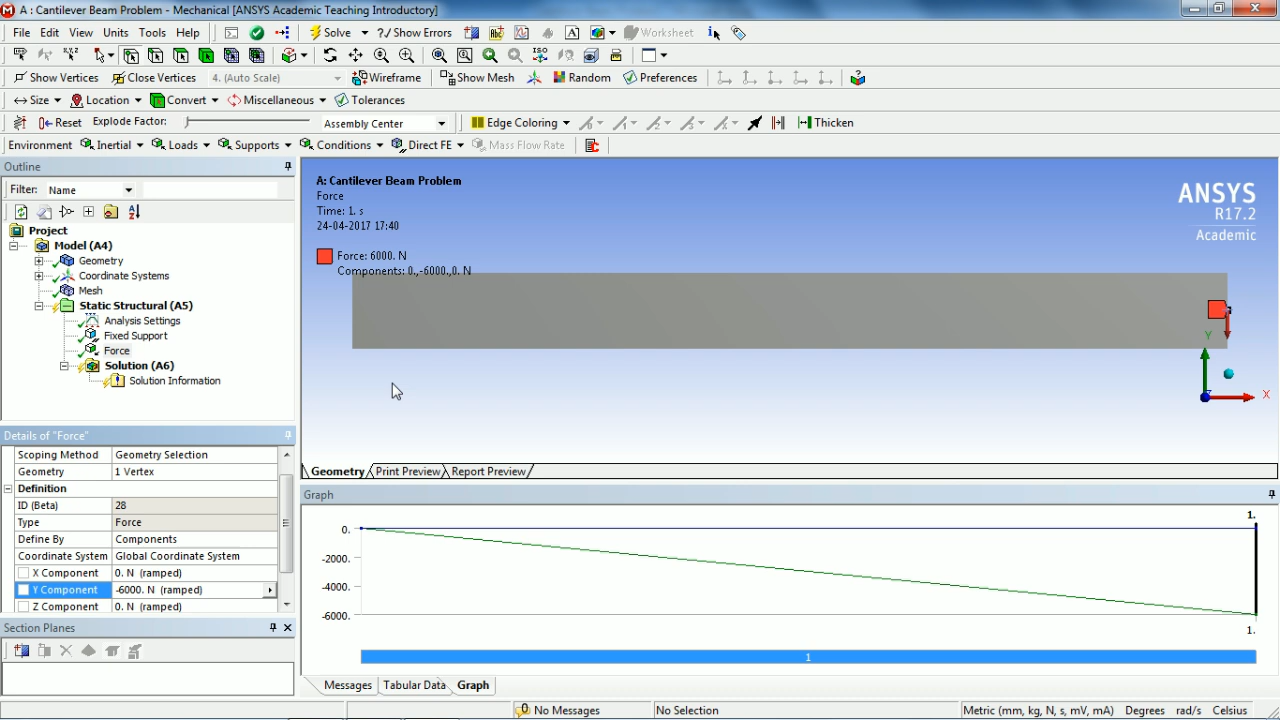 A : Cantilever Beam Problem - Mechanical [ANSYS Academic Teaching Introductory]
File Edit View Units Tools Help Solve ?/ Show Errors Worksheet
Show Vertices Close Vertices 4. (Auto Scale) Wireframe Show Mesh Random Preferences
Size Location Convert Miscellaneous Tolerances
Reset Explode Factor: Assembly Center Edge Coloring Thicken
Environment Inertial Loads Supports Conditions Direct FE Mass Flow Rate
Outline
Filter: Name
Project
Model (A4)
Geometry
Coordinate Systems
Mesh
Static Structural (A5)
Analysis Settings
Fixed Support
Force
Solution (A6)
Solution Information
Details of "Force"
Scoping Method Geometry Selection
Geometry 1 Vertex
Definition
ID (Beta) 28
Type Force
Define By Components
Coordinate System Global Coordinate System
X Component 0. N (ramped)
Y Component -6000. N (ramped)
Z Component 0. N (ramped)
Section Planes
A: Cantilever Beam Problem
Force
Time: 1. s
24-04-2017 17:40
Force: 6000. N
Components: 0.,-6000.,0. N
ANSYS
R17.2
Academic
Y
X
Geometry Print Preview Report Preview
Graph
1.
0.
-2000.
-4000.
-6000.
1.
1
Messages Tabular Data Graph
0 No Messages No Selection Metric (mm, kg, N, s, mV, mA) Degrees rad/s Celsius